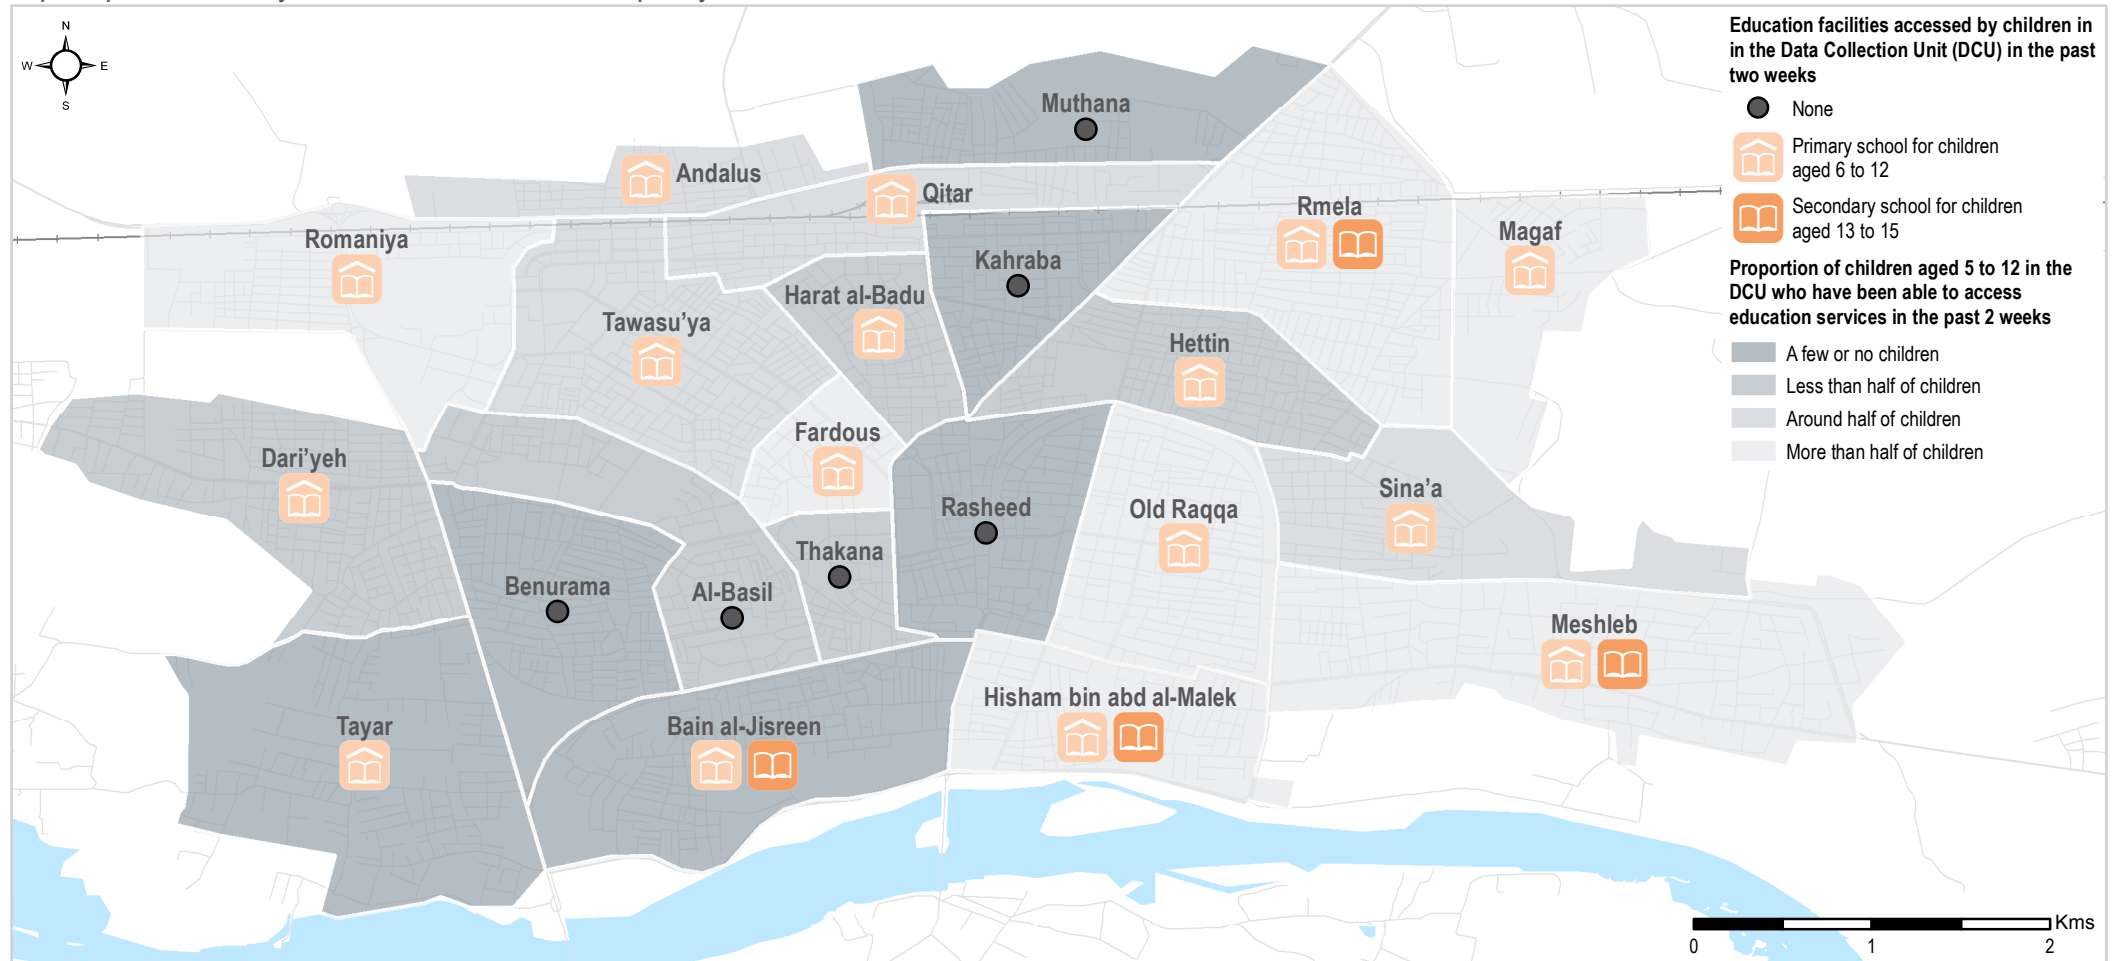 N
W
E
S
Education facilities accessed by children in
in the Data Collection Unit (DCU) in the past
two weeks
None
Primary school for children
aged 6 to 12
Secondary school for children
aged 13 to 15
Proportion of children aged 5 to 12 in the
DCU who have been able to access
education services in the past 2 weeks
A few or no children
Less than half of children
Around half of children
More than half of children
Muthana
Andalus
Qitar
Rmela
Magaf
Romaniya
Kahraba
Harat al-Badu
Tawasu'ya
Hettin
Fardous
Dari'yeh
Sina'a
Rasheed
Old Raqqa
Thakana
Benurama
Al-Basil
Meshleb
Hisham bin abd al-Malek
Tayar
Bain al-Jisreen
Kms
0
1
2